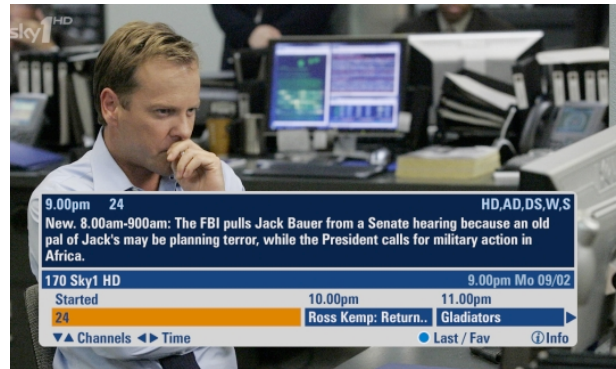 sky1 HD
9.00pm 24 HD,AD,DS,W,S
New. 8.00am-900am: The FBI pulls Jack Bauer from a Senate hearing because an old
pal of Jack's may be planning terror, while the President calls for military action in
Africa.
170 Sky1 HD 9.00pm Mo 09/02
Started 10.00pm 11.00pm
24 Ross Kemp: Return.. Gladiators
▼▲ Channels ◀▶ Time Last / Fav ⓘ Info